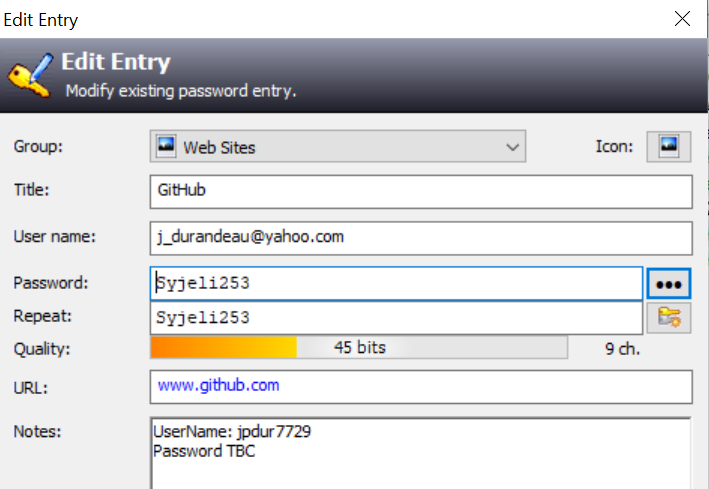 Edit Entry
Edit Entry
Modify existing password entry.
Group: Web Sites Icon:
Title: GitHub
User name: j_durandeau@yahoo.com
Password: Syjeli253
Repeat: Syjeli253
Quality: 45 bits 9 ch.
URL: www.github.com
Notes: UserName: jpdur7729
Password TBC